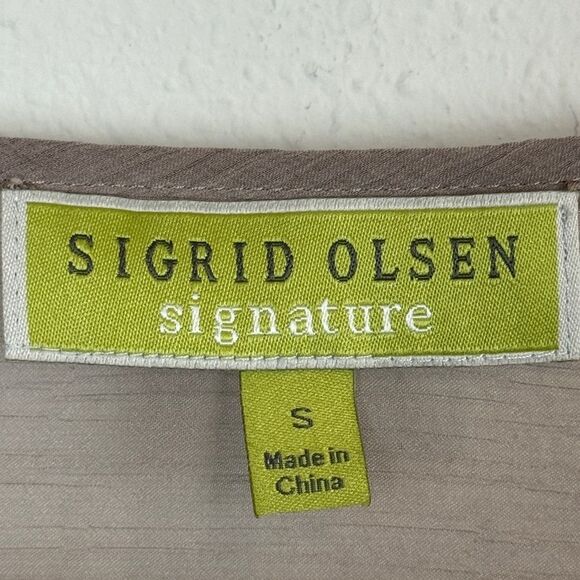 SIGRID OLSEN
signature
S
Made in
China